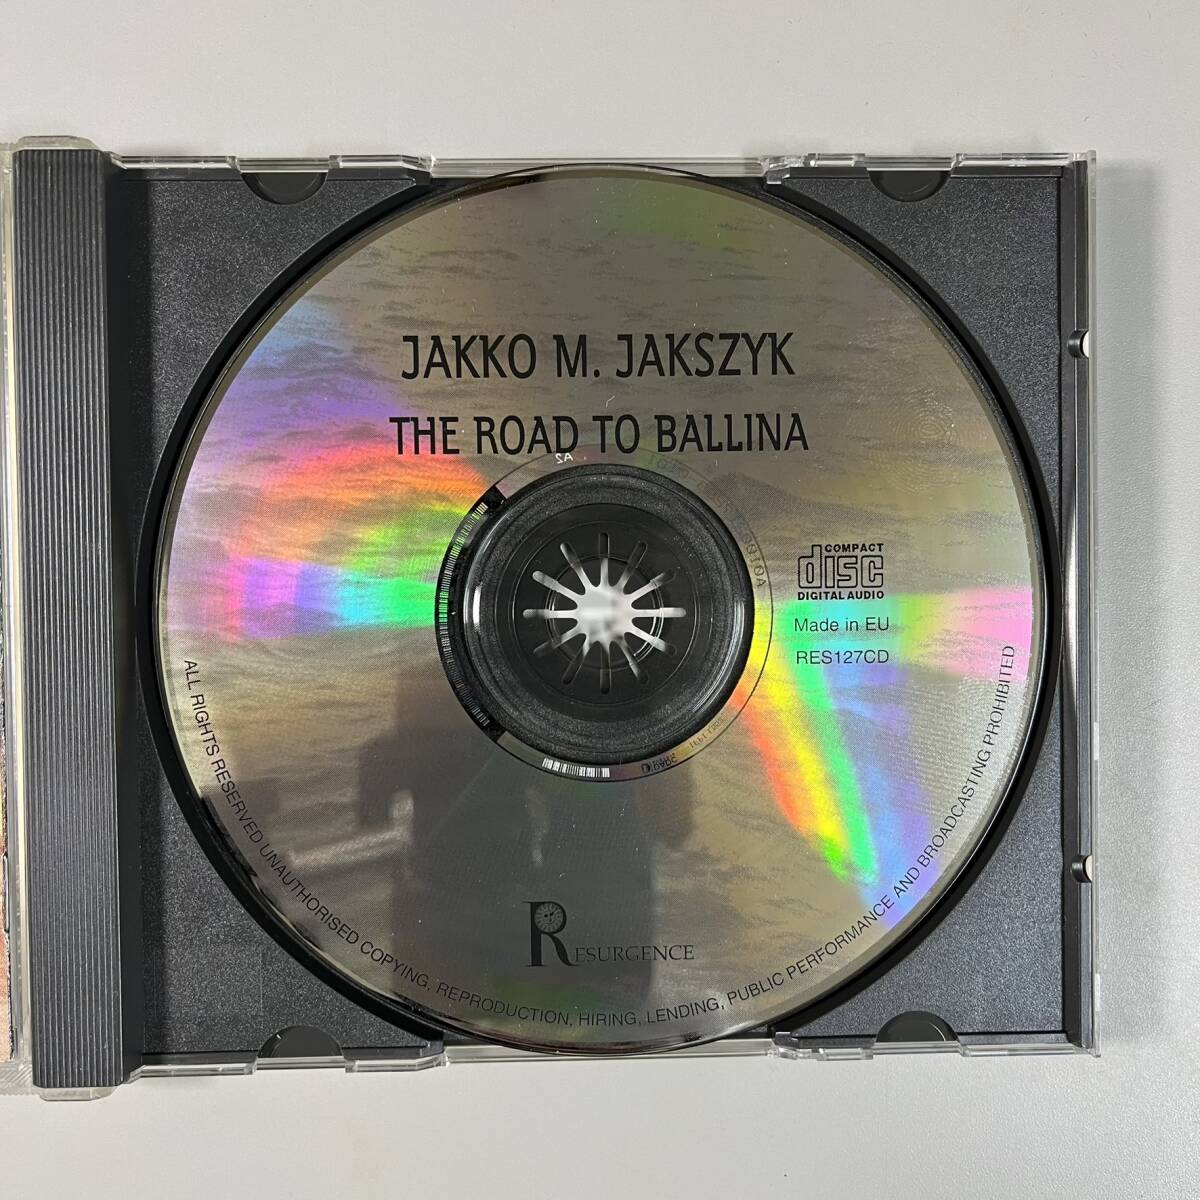 JAKKO M. JAKSZYK
THE ROAD TO BALLINA
A2
COMPACT
disc
DIGITAL AUDIO
Made in EU
RES127CD
RESURGENCE
ALL RIGHTS RESERVED UNAUTHORISED COPYING, REPRODUCTION, HIRING, LENDING, PUBLIC PERFORMANCE AND BROADCASTING PROHIBITED